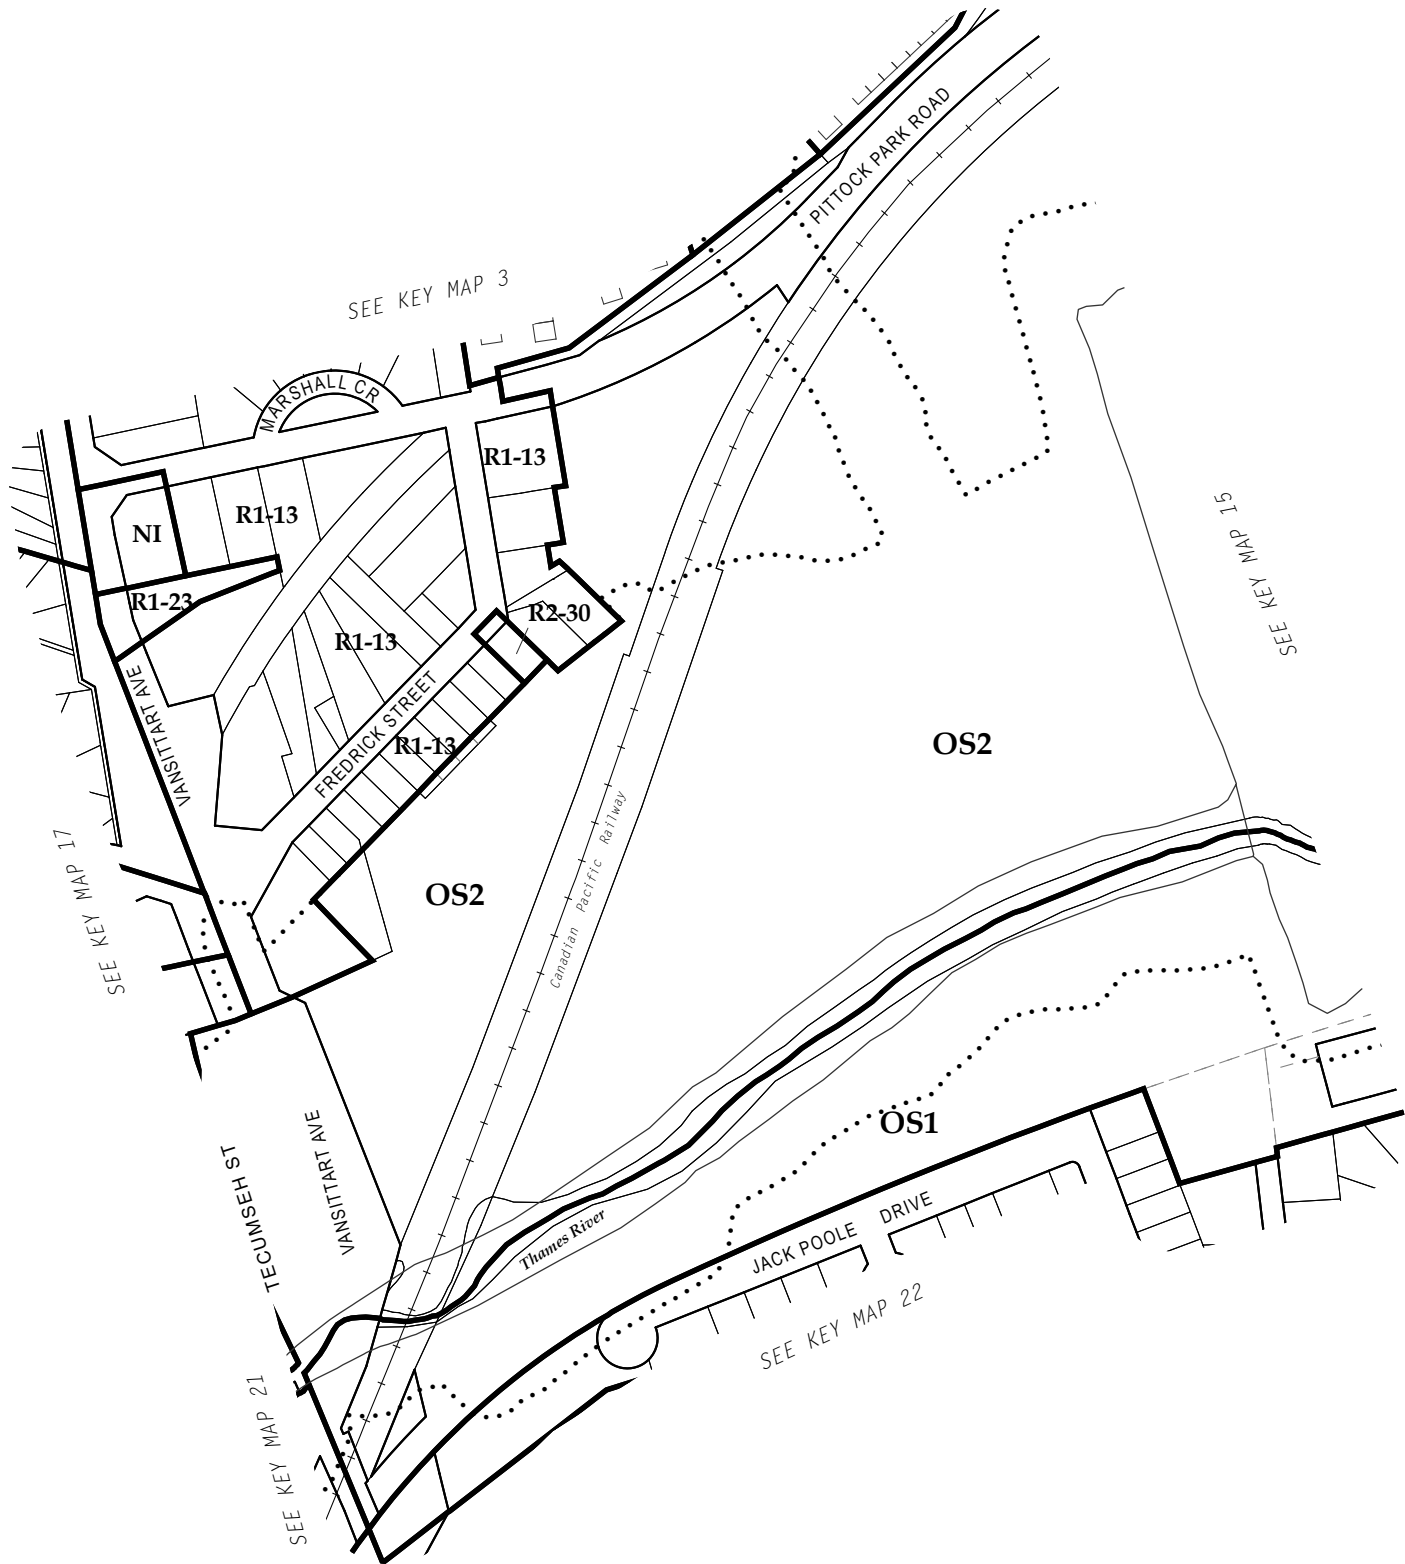 PITTOCK PARK ROAD
SEE KEY MAP 3
MARSHALL CR
R1-13
R1-13
NI
SEE KEY MAP 15
R1-23
R2-30
R1-13
VANSITTART AVE
FREDRICK STREET
R1-13
OS2
Canadian Pacific Railway
SEE KEY MAP 17
OS2
OS1
TECUMSEH ST
VANSITTART AVE
Thames River
JACK POOLE DRIVE
SEE KEY MAP 22
SEE KEY MAP 21